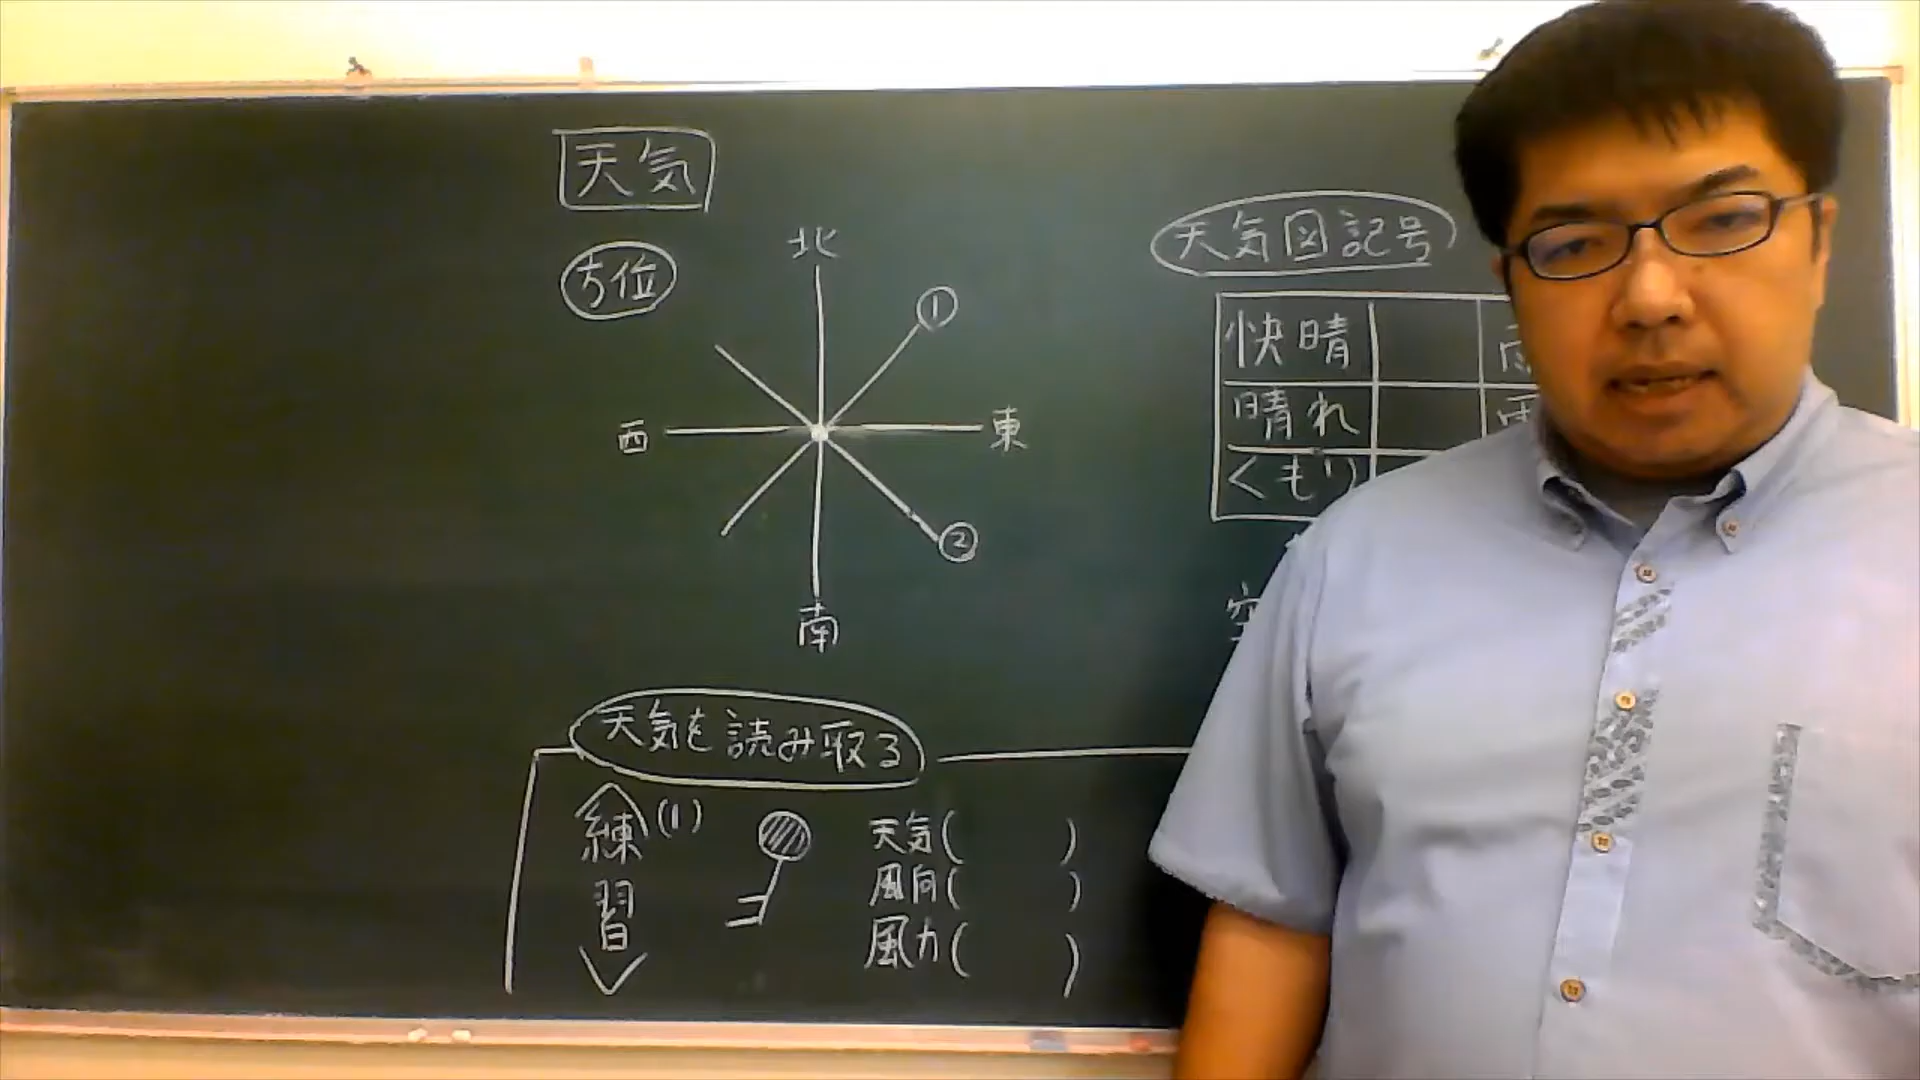 天気
方位
北
①
西
東
②
南
天気図記号
快晴
晴れ
くもり
天気を読み取る
練習
(1)
天気(　　)
風向(　　)
風力(　　)